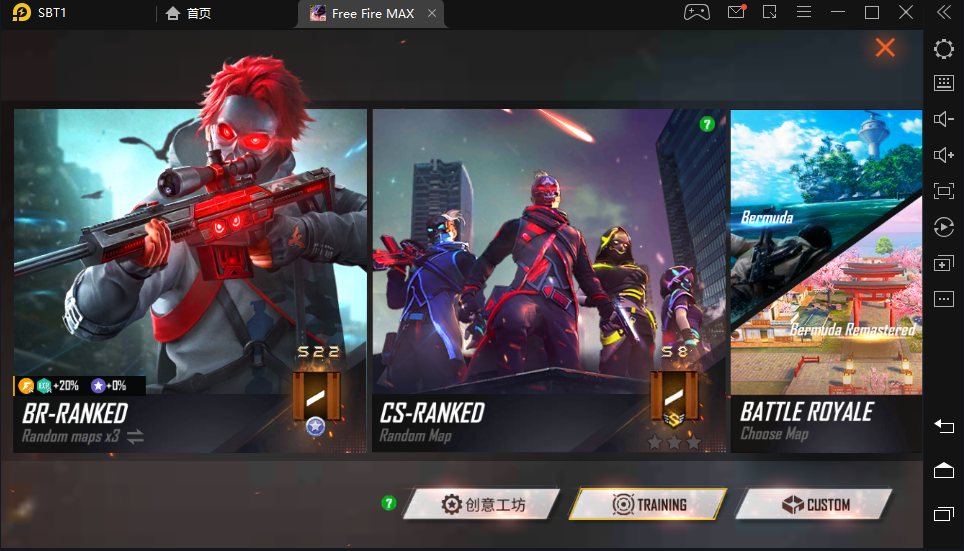 SBT1
首页
Free Fire MAX
?
Bermuda
Bermuda Remastered
S22
S8
+20%
+0%
BR-RANKED
Random maps x3
CS-RANKED
Random Map
BATTLE ROYALE
Choose Map
?
创意工坊
TRAINING
CUSTOM